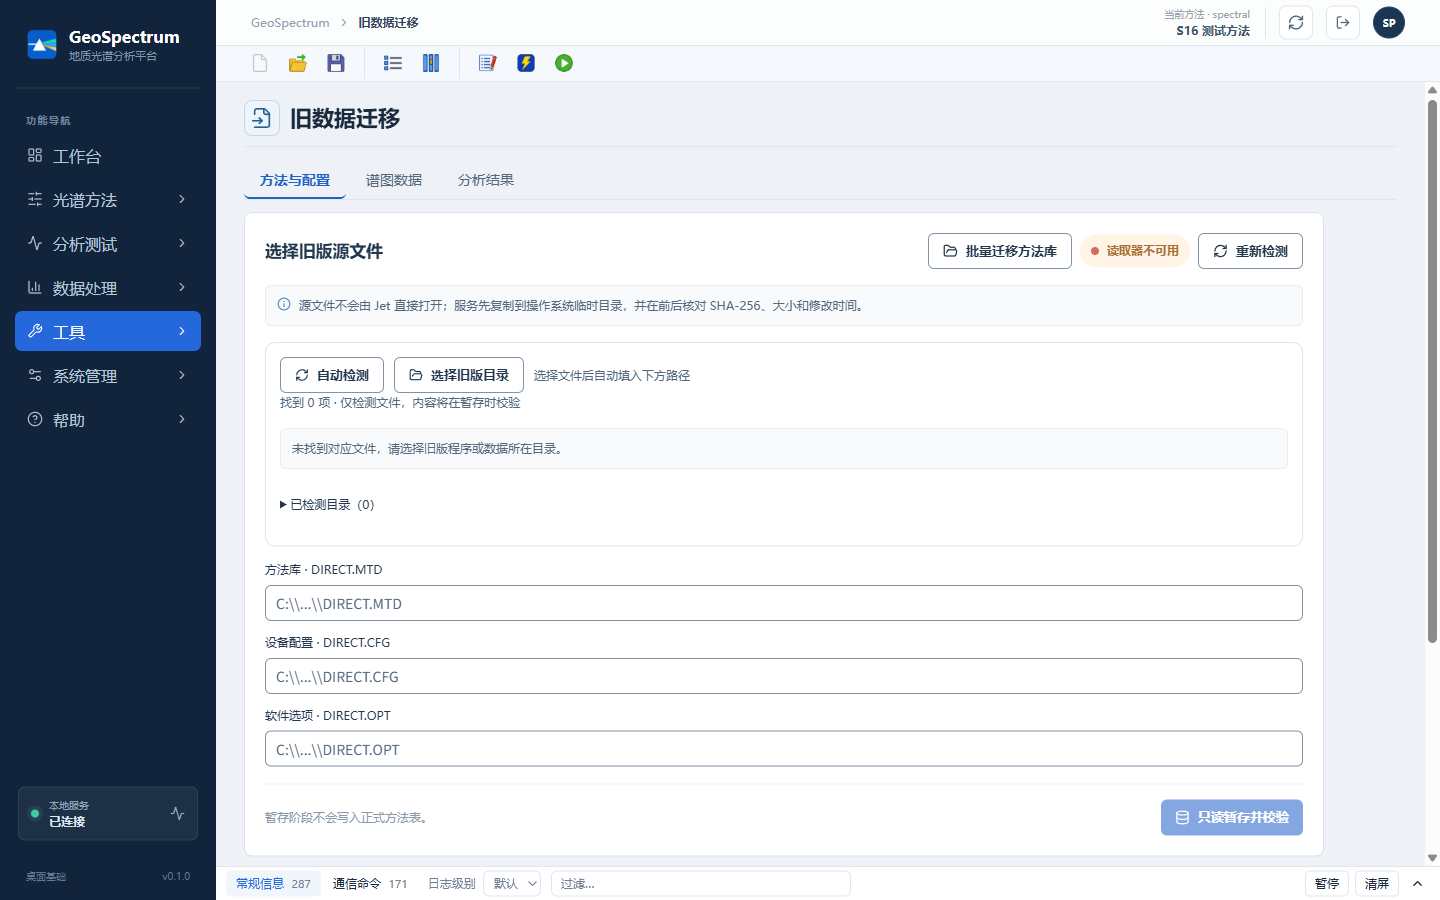 GeoSpectrum
地质光谱分析平台
功能导航
工作台
光谱方法
分析测试
数据处理
工具
系统管理
帮助
本地服务
已连接
桌面基础 v0.1.0
GeoSpectrum > 旧数据迁移
当前方法 · spectral
S16 测试方法
SP
旧数据迁移
方法与配置 谱图数据 分析结果
选择旧版源文件
批量迁移方法库 读取器不可用 重新检测
源文件不会由 Jet 直接打开；服务先复制到操作系统临时目录，并在前后核对 SHA-256、大小和修改时间。
自动检测 选择旧版目录 选择文件后自动填入下方路径
找到 0 项 · 仅检测文件，内容将在暂存时校验
未找到对应文件，请选择旧版程序或数据所在目录。
已检测目录（0）
方法库 · DIRECT.MTD
C:\\...\\DIRECT.MTD
设备配置 · DIRECT.CFG
C:\\...\\DIRECT.CFG
软件选项 · DIRECT.OPT
C:\\...\\DIRECT.OPT
暂存阶段不会写入正式方法表。
只读暂存并校验
常规信息 287 通信命令 171 日志级别 默认 过滤... 暂停 清屏